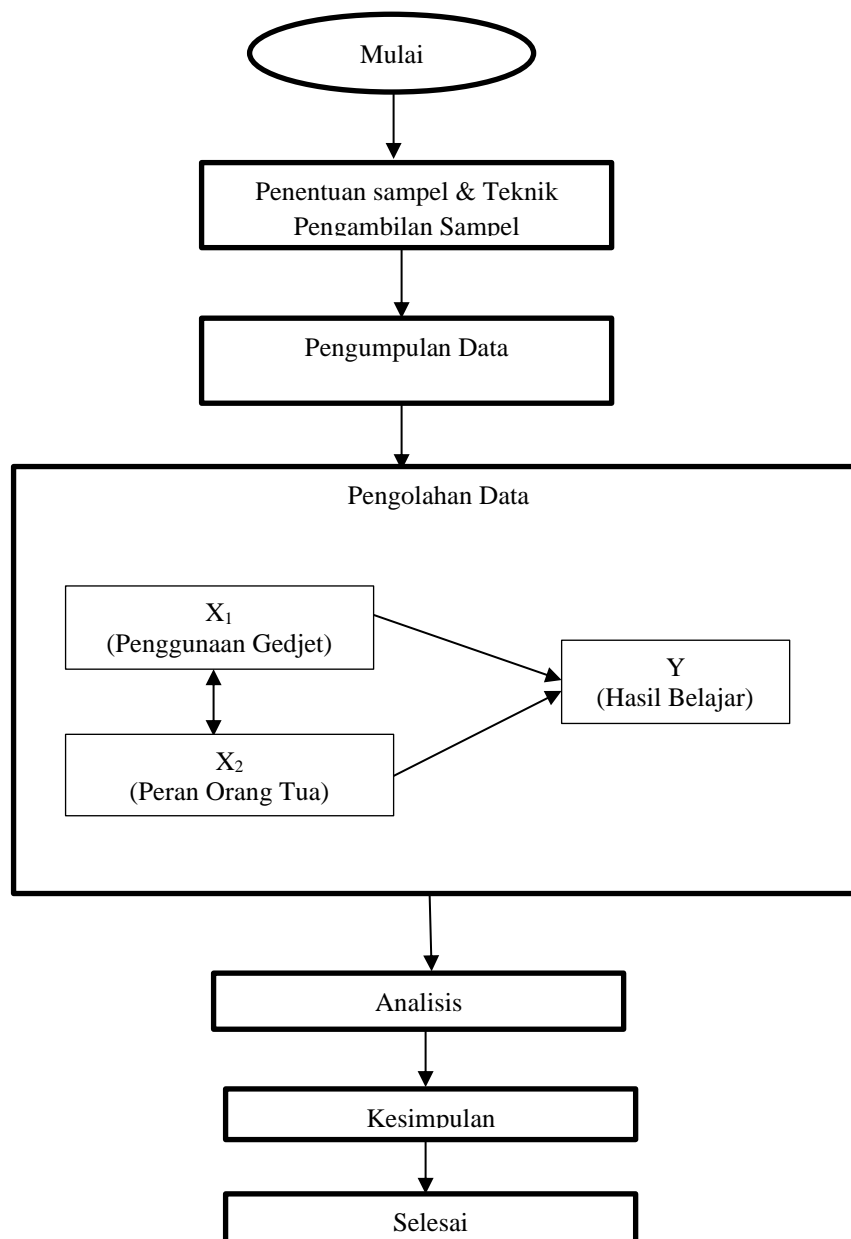 Mulai
Penentuan sampel & Teknik
Pengambilan Sampel
Pengumpulan Data
Pengolahan Data
X₁
(Penggunaan Gedjet)
Y
(Hasil Belajar)
X₂
(Peran Orang Tua)
Analisis
Kesimpulan
Selesai